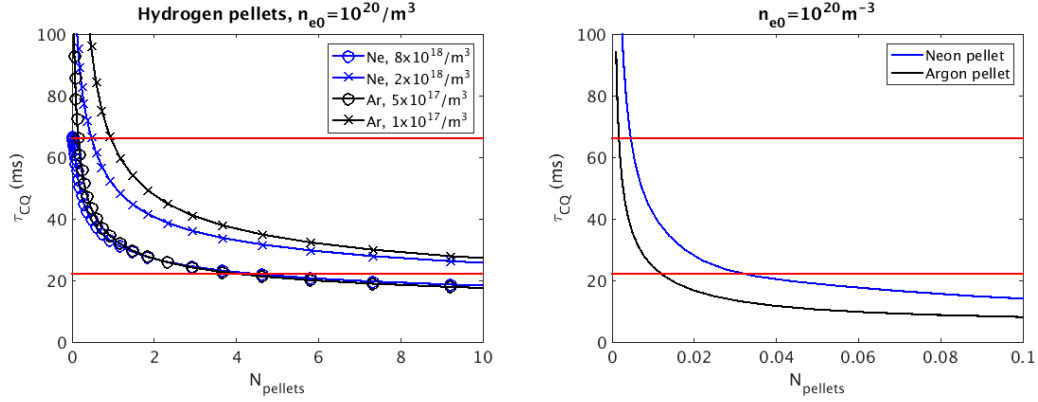 Hydrogen pellets, n_e0=10^20/m^3
100
80
60
40
20
0
τ_CQ (ms)
Ne, 8x10^18/m^3
Ne, 2x10^18/m^3
Ar, 5x10^17/m^3
Ar, 1x10^17/m^3
0 2 4 6 8 10
N_pellets
n_e0=10^20m^-3
100
80
60
40
20
0
τ_CQ (ms)
Neon pellet
Argon pellet
0 0.02 0.04 0.06 0.08 0.1
N_pellets